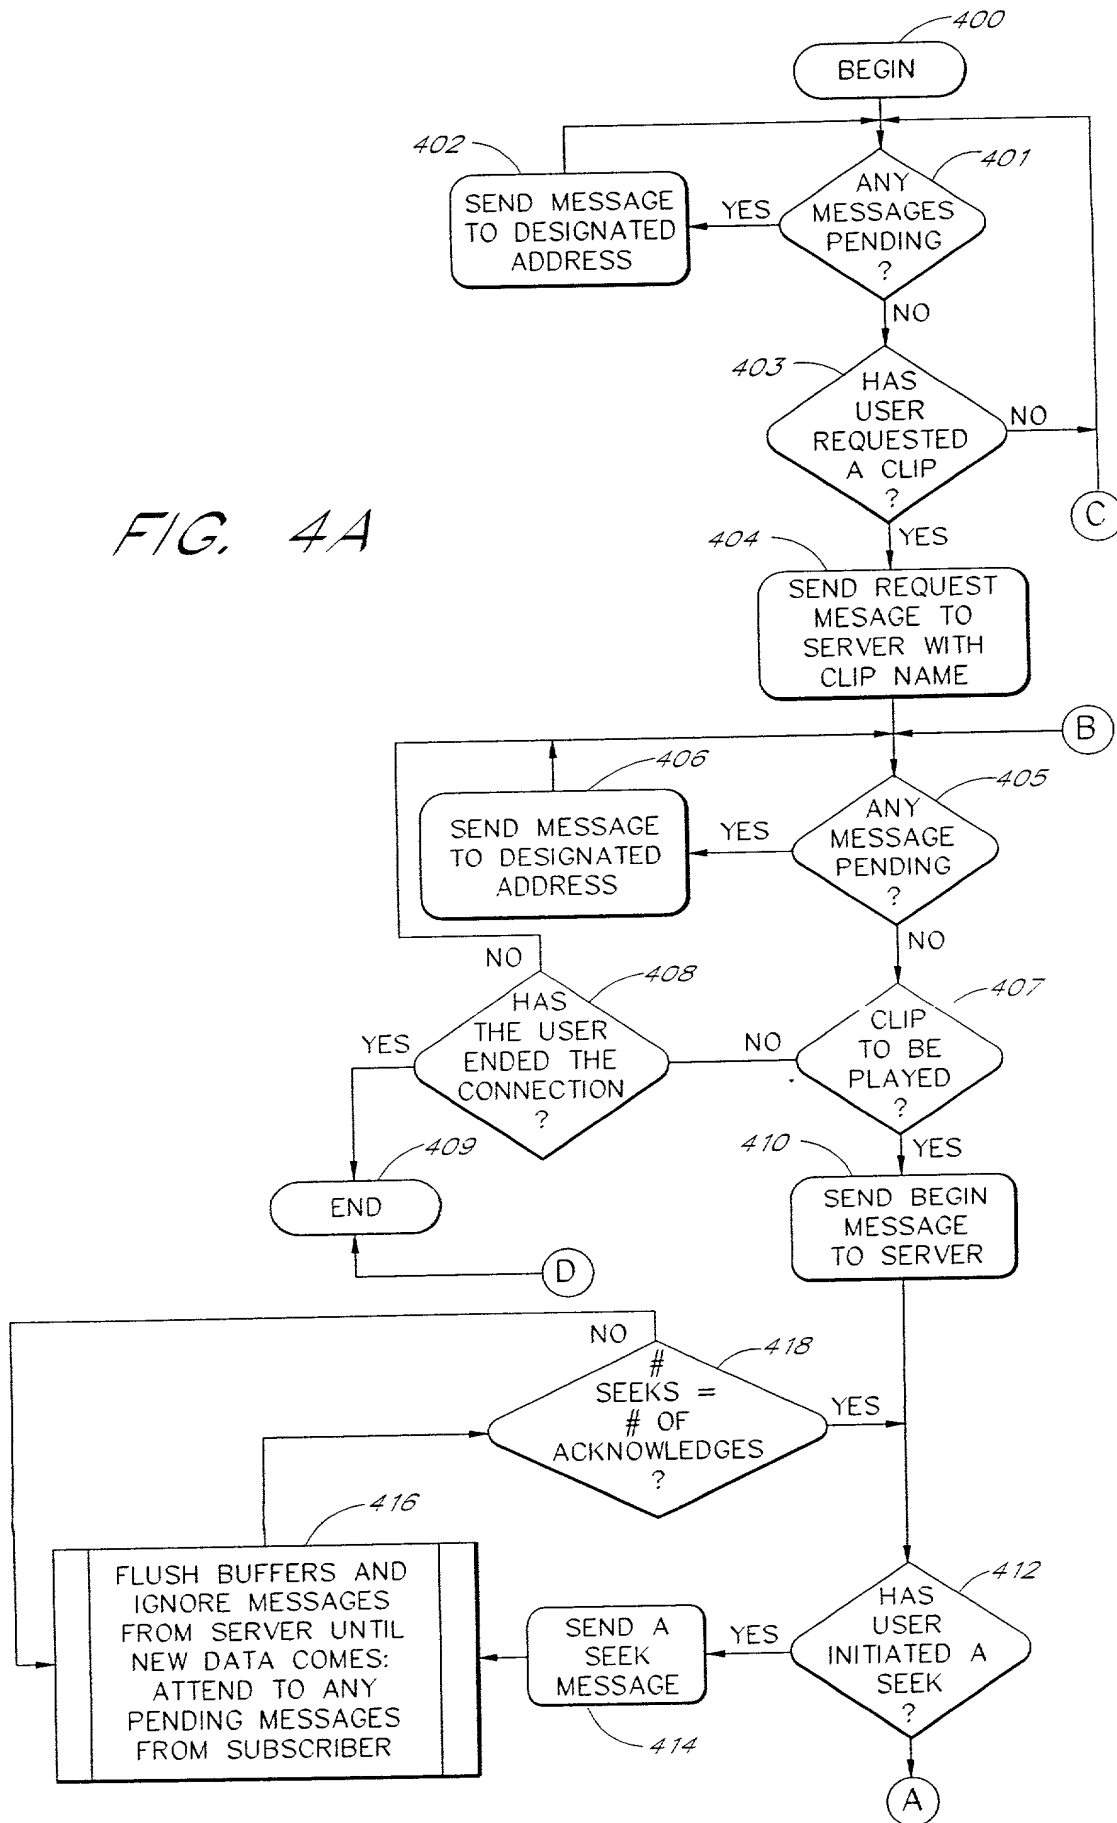 400
BEGIN
402
401
SEND MESSAGE
TO DESIGNATED
ADDRESS
YES
ANY
MESSAGES
PENDING
?
NO
403
HAS
USER
REQUESTED
A CLIP
?
NO
C
FIG. 4A
YES
404
SEND REQUEST
MESAGE TO
SERVER WITH
CLIP NAME
B
406
405
SEND MESSAGE
TO DESIGNATED
ADDRESS
YES
ANY
MESSAGE
PENDING
?
NO
NO
408
407
HAS
THE USER
ENDED THE
CONNECTION
?
YES
NO
CLIP
TO BE
PLAYED
?
YES
409
END
410
SEND BEGIN
MESSAGE
TO SERVER
D
NO
418
#
SEEKS =
# OF
ACKNOWLEDGES
?
YES
416
FLUSH BUFFERS AND
IGNORE MESSAGES
FROM SERVER UNTIL
NEW DATA COMES:
ATTEND TO ANY
PENDING MESSAGES
FROM SUBSCRIBER
SEND A
SEEK
MESSAGE
414
YES
412
HAS
USER
INITIATED A
SEEK
?
A